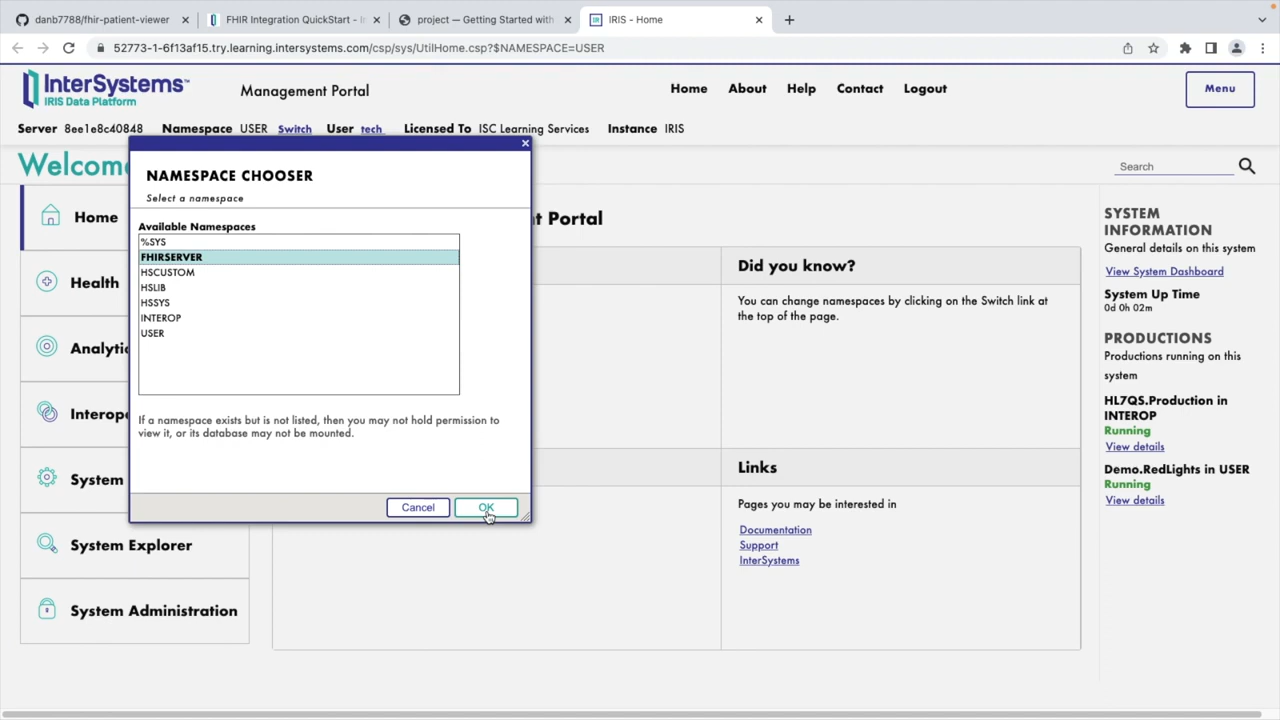 danb7788/fhir-patient-viewer
FHIR Integration QuickStart - I
project — Getting Started with
IRIS - Home
52773-1-6f13af15.try.learning.intersystems.com/csp/sys/UtilHome.csp?$NAMESPACE=USER
InterSystems™
IRIS Data Platform
Management Portal
Home About Help Contact Logout
Menu
Server 8ee1e8c40848 Namespace USER Switch User tech Licensed To ISC Learning Services Instance IRIS
Welcom
Search
NAMESPACE CHOOSER
Select a namespace
Available Namespaces
%SYS
FHIRSERVER
HSCUSTOM
HSLIB
HSSYS
INTEROP
USER
If a namespace exists but is not listed, then you may not hold permission to
view it, or its database may not be mounted.
Cancel OK
Home
Health
Analytic
Interope
System
System Explorer
System Administration
t Portal
Did you know?
You can change namespaces by clicking on the Switch link at
the top of the page.
Links
Pages you may be interested in
Documentation
Support
InterSystems
SYSTEM
INFORMATION
General details on this system
View System Dashboard
System Up Time
0d 0h 02m
PRODUCTIONS
Productions running on this
system
HL7QS.Production in
INTEROP
Running
View details
Demo.RedLights in USER
Running
View details